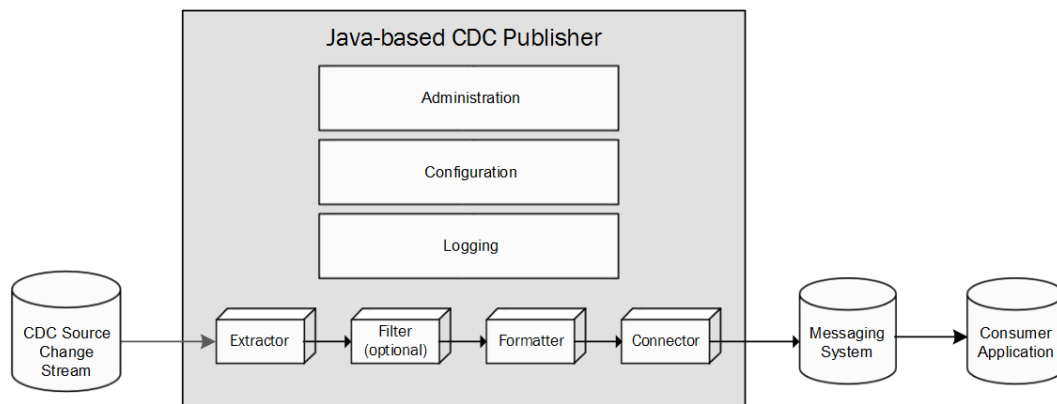 Java-based CDC Publisher
Administration
Configuration
Logging
CDC Source
Change
Stream
Extractor
Filter
(optional)
Formatter
Connector
Messaging
System
Consumer
Application